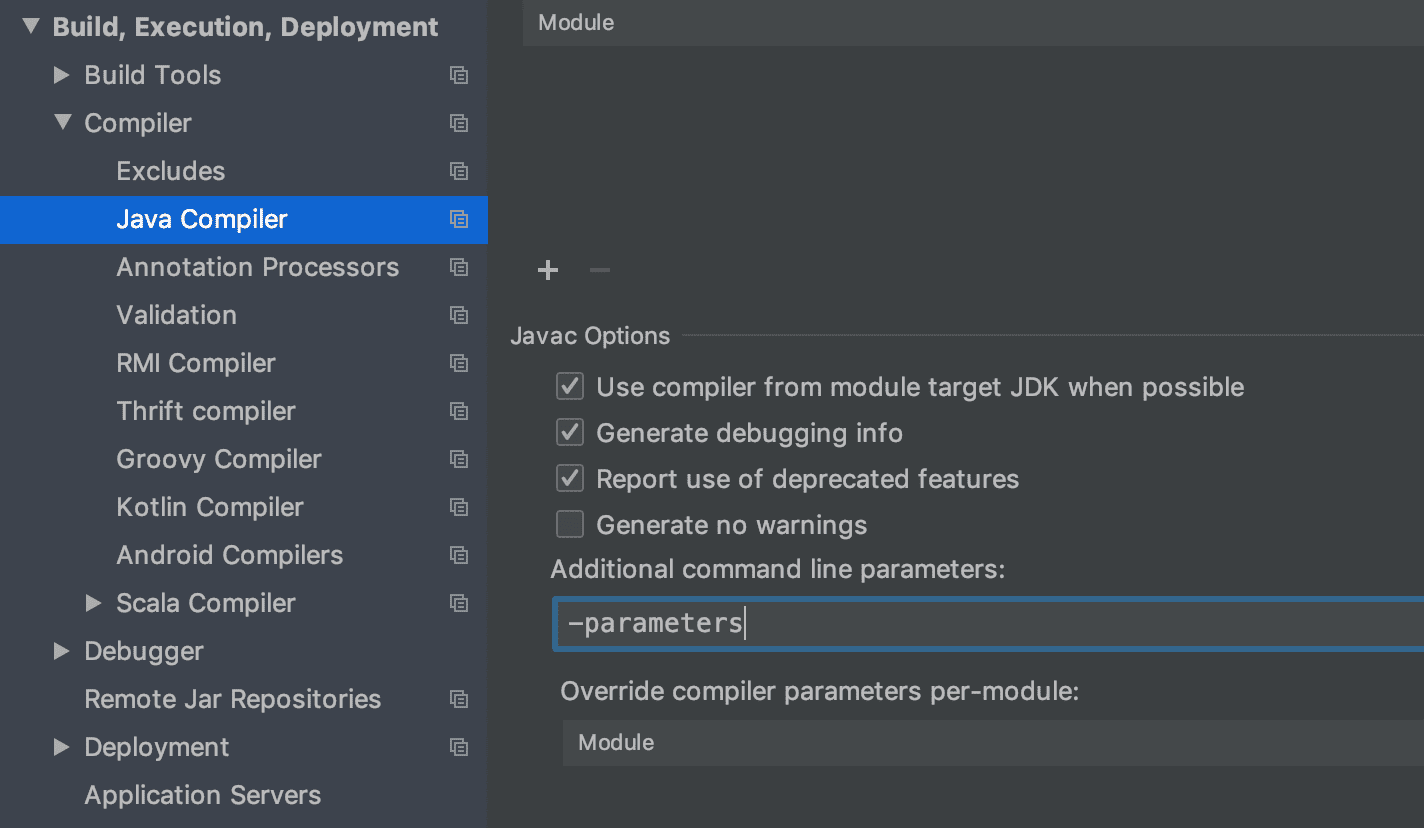 Build, Execution, Deployment
Build Tools
Compiler
Excludes
Java Compiler
Annotation Processors
Validation
RMI Compiler
Thrift compiler
Groovy Compiler
Kotlin Compiler
Android Compilers
Scala Compiler
Debugger
Remote Jar Repositories
Deployment
Application Servers
Module
Javac Options
Use compiler from module target JDK when possible
Generate debugging info
Report use of deprecated features
Generate no warnings
Additional command line parameters:
-parameters
Override compiler parameters per-module:
Module